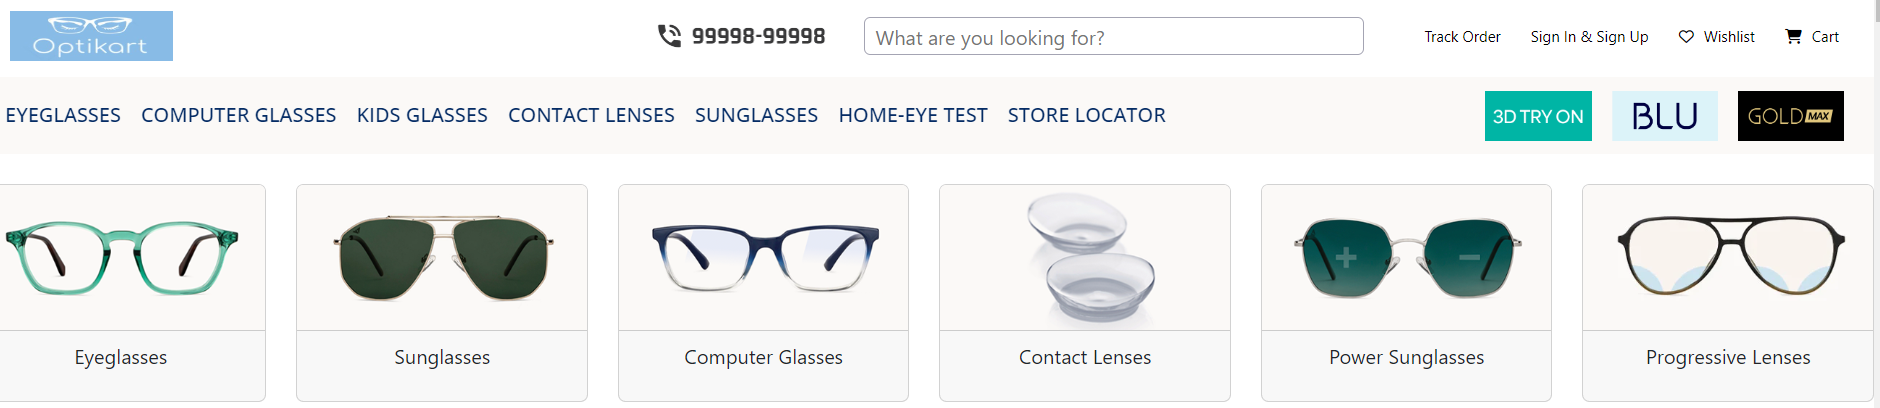 Optikart
99998-99998
What are you looking for?
Track Order
Sign In & Sign Up
Wishlist
Cart
EYEGLASSES
COMPUTER GLASSES
KIDS GLASSES
CONTACT LENSES
SUNGLASSES
HOME-EYE TEST
STORE LOCATOR
3D TRY ON
BLU
GOLD MAX
Eyeglasses
Sunglasses
Computer Glasses
Contact Lenses
Power Sunglasses
Progressive Lenses